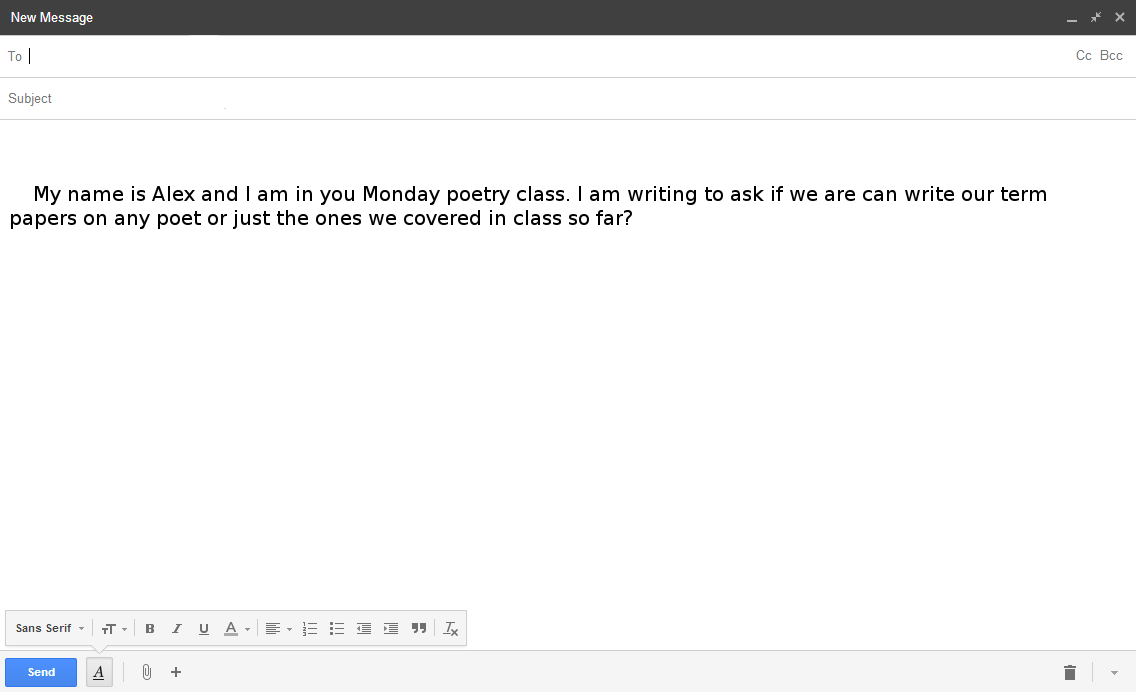 New Message
To Cc Bcc
Subject
My name is Alex and I am in you Monday poetry class. I am writing to ask if we are can write our term
papers on any poet or just the ones we covered in class so far?
Sans Serif
Send